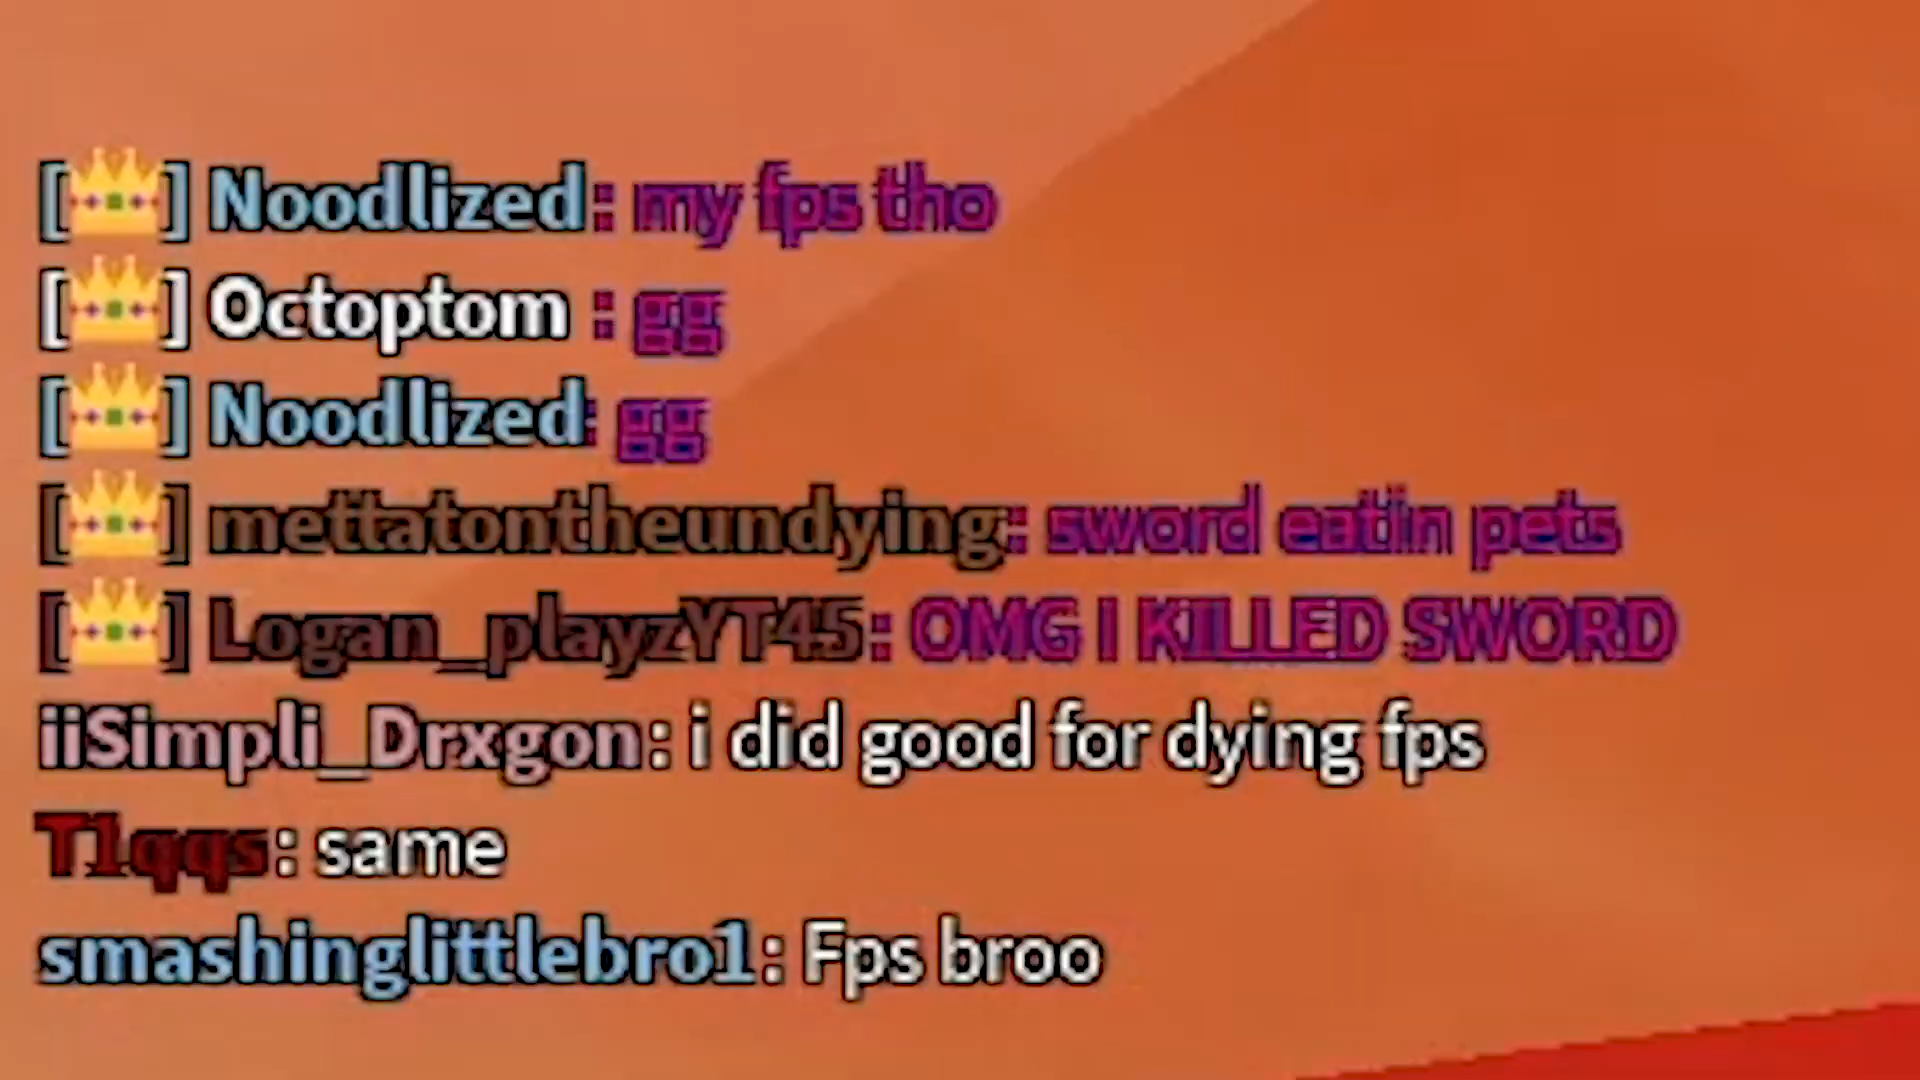 [👑] Noodlized: my fps tho
[👑] Octoptom : gg
[👑] Noodlized: gg
[👑] mettatontheundying: sword eatin pets
[👑] Logan_playzYT45: OMG I KILLED SWORD
iiSimpli_Drxgon: i did good for dying fps
T1qqs: same
smashinglittlebro1: Fps broo